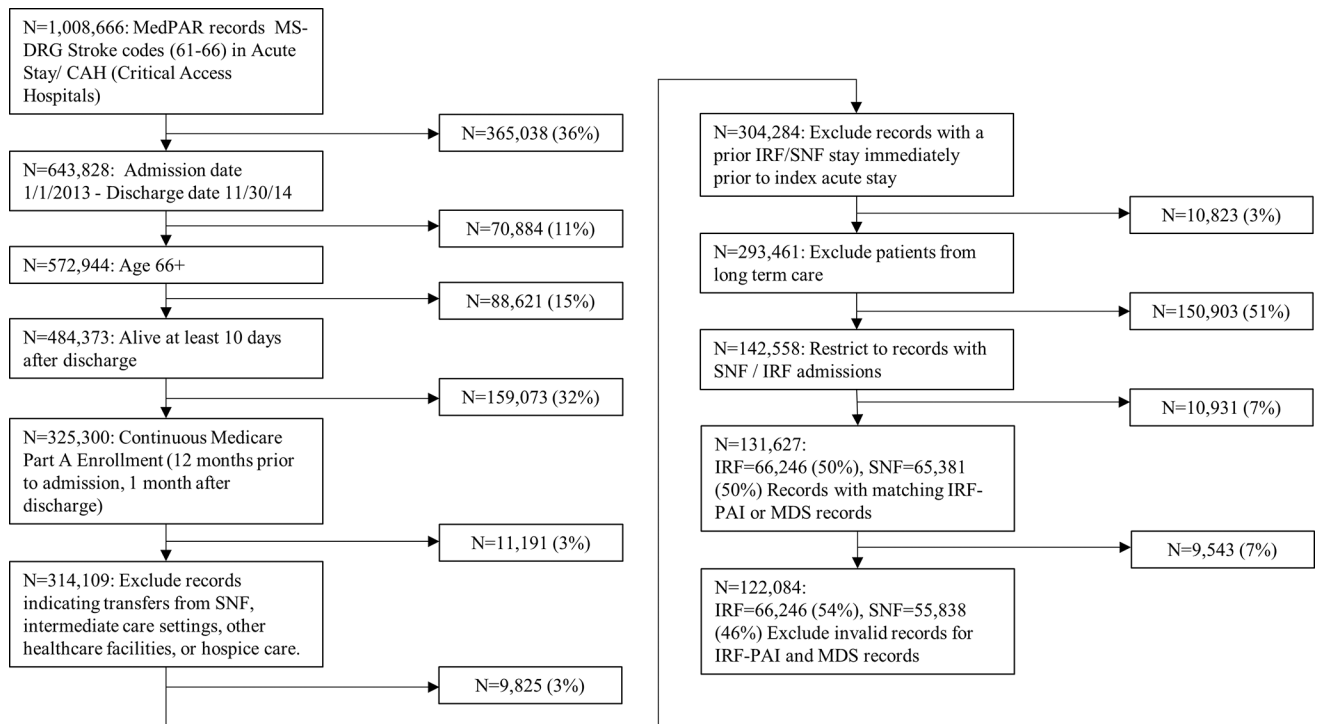 N=1,008,666: MedPAR records  MS-
DRG Stroke codes (61-66) in Acute
Stay/ CAH (Critical Access
Hospitals)
N=365,038 (36%)
N=643,828:  Admission date
1/1/2013 - Discharge date 11/30/14
N=70,884 (11%)
N=572,944: Age 66+
N=88,621 (15%)
N=484,373: Alive at least 10 days
after discharge
N=159,073 (32%)
N=325,300: Continuous Medicare
Part A Enrollment (12 months prior
to admission, 1 month after
discharge)
N=11,191 (3%)
N=314,109: Exclude records
indicating transfers from SNF,
intermediate care settings, other
healthcare facilities, or hospice care.
N=9,825 (3%)
N=304,284: Exclude records with a
prior IRF/SNF stay immediately
prior to index acute stay
N=10,823 (3%)
N=293,461: Exclude patients from
long term care
N=150,903 (51%)
N=142,558: Restrict to records with
SNF / IRF admissions
N=10,931 (7%)
N=131,627:
IRF=66,246 (50%), SNF=65,381
(50%) Records with matching IRF-
PAI or MDS records
N=9,543 (7%)
N=122,084:
IRF=66,246 (54%), SNF=55,838
(46%) Exclude invalid records for
IRF-PAI and MDS records